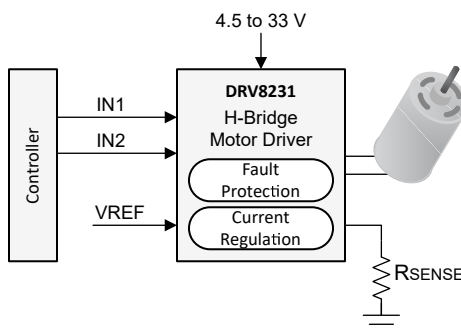 4.5 to 33 V
DRV8231
H-Bridge
Motor Driver
Controller
IN1
IN2
Fault
Protection
VREF
Current
Regulation
RSENSE